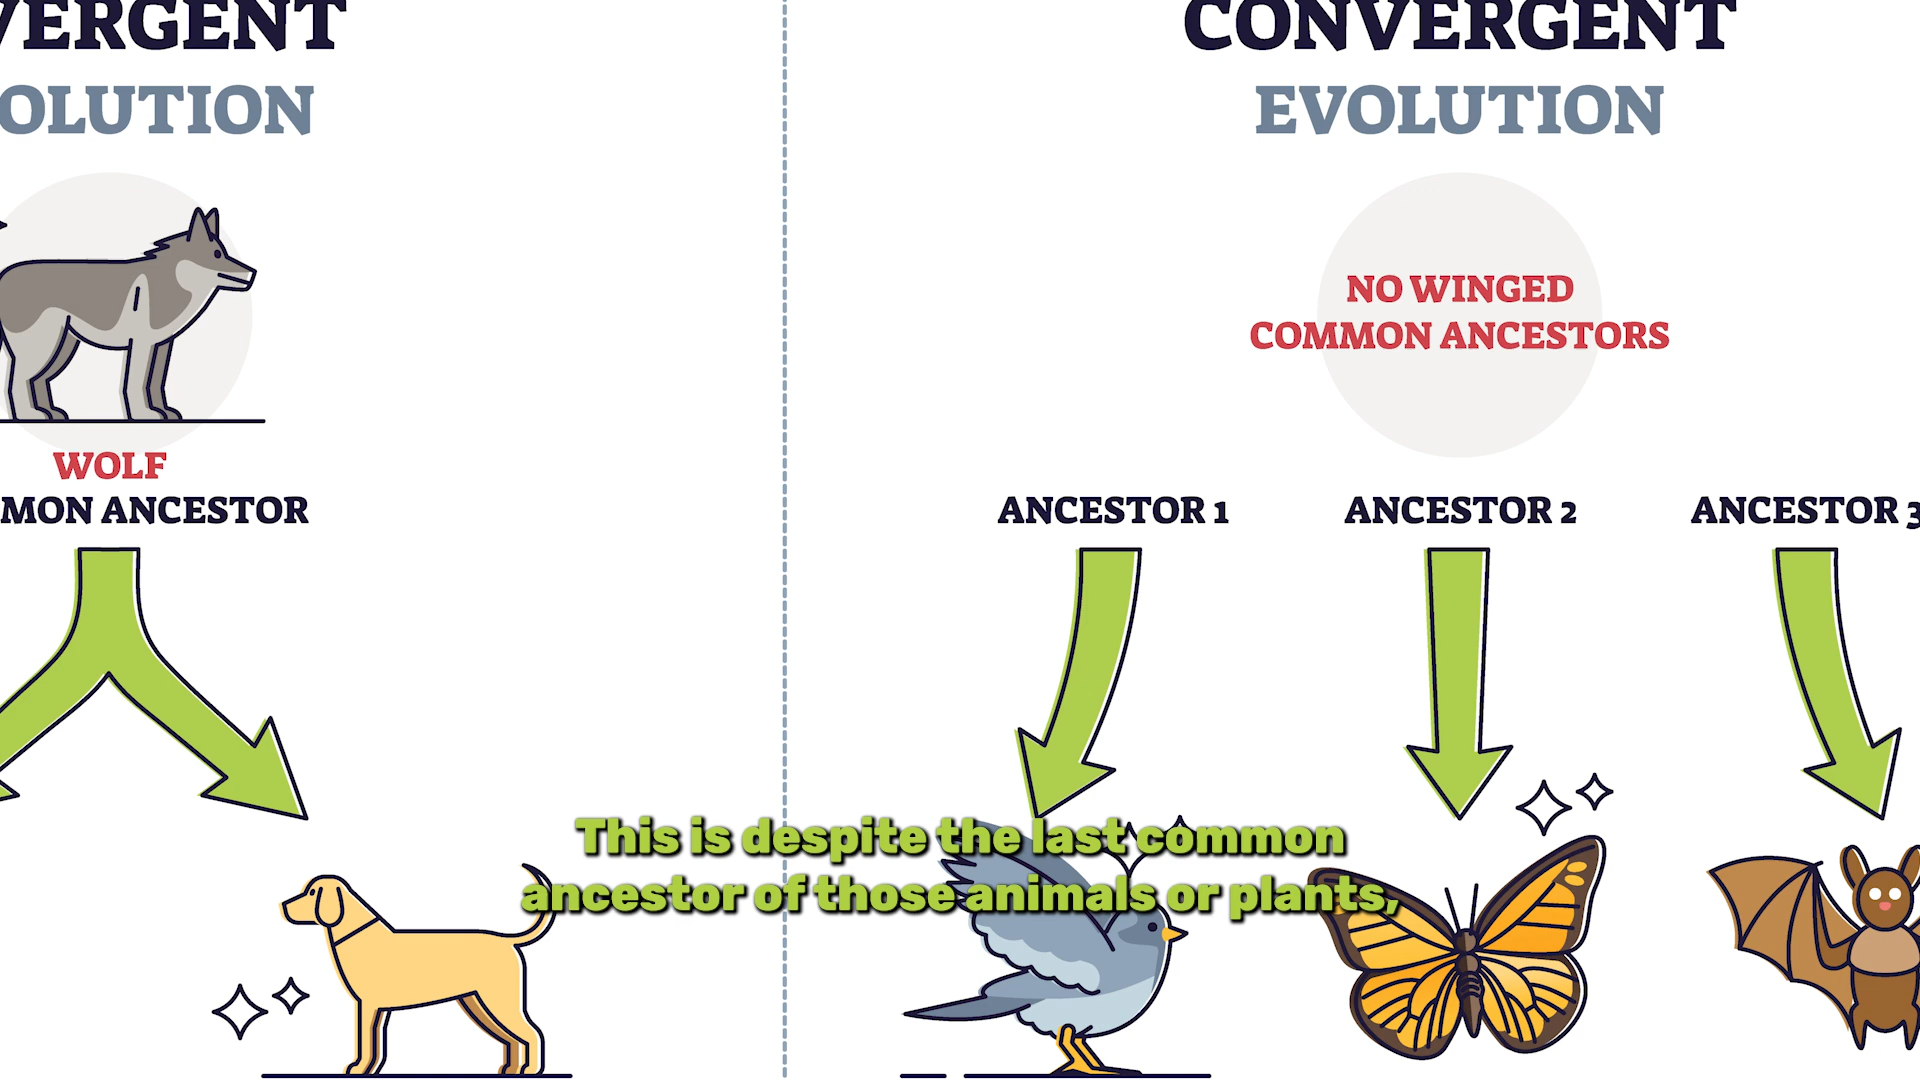 VERGENT
OLUTION
WOLF
MON ANCESTOR
CONVERGENT
EVOLUTION
NO WINGED
COMMON ANCESTORS
ANCESTOR 1
ANCESTOR 2
ANCESTOR 3
This is despite the last common
ancestor of those animals or plants,